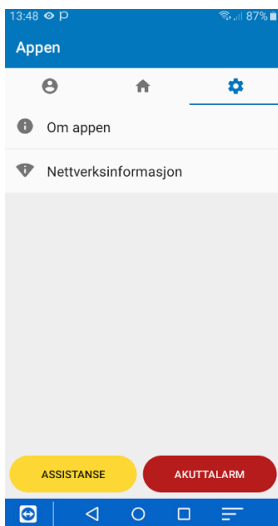 13:48 87%
Appen
Om appen
Nettverksinformasjon
ASSISTANSE AKUTTALARM